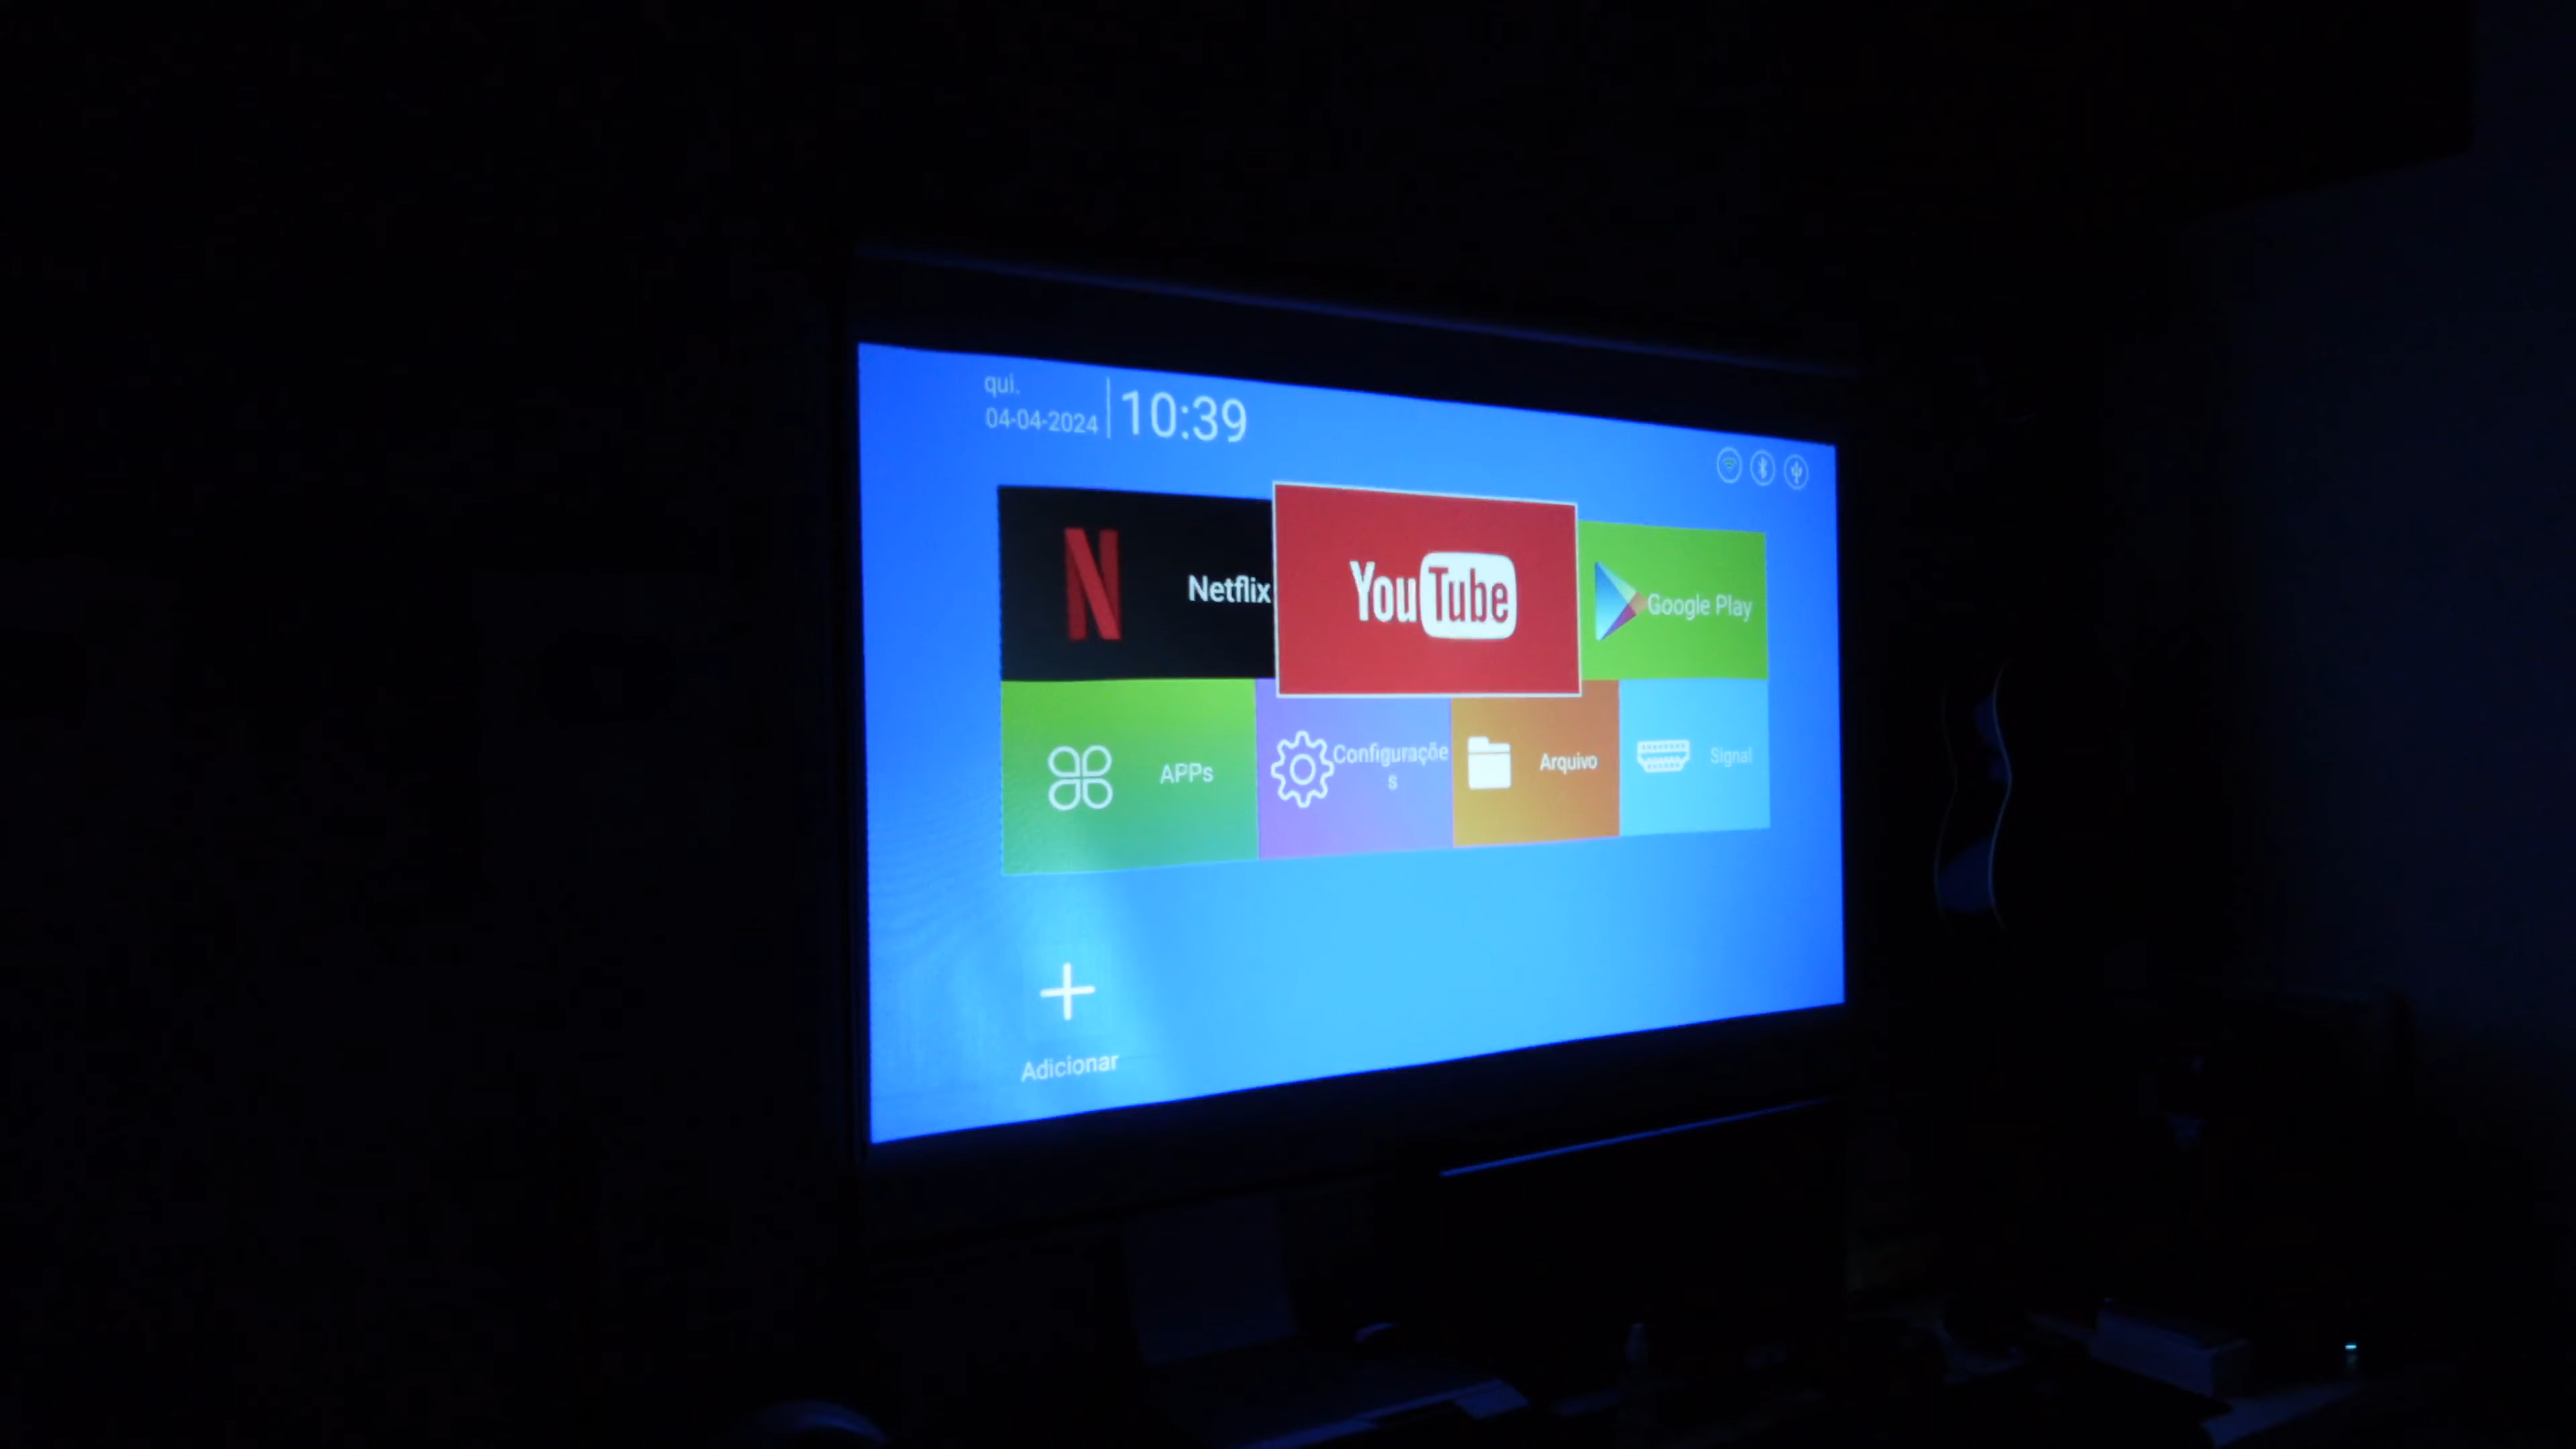 qui.
04-04-2024
10:39
N
Netflix
YouTube
Google Play
APPs
Configuraçõe
s
Arquivo
Signal
Adicionar